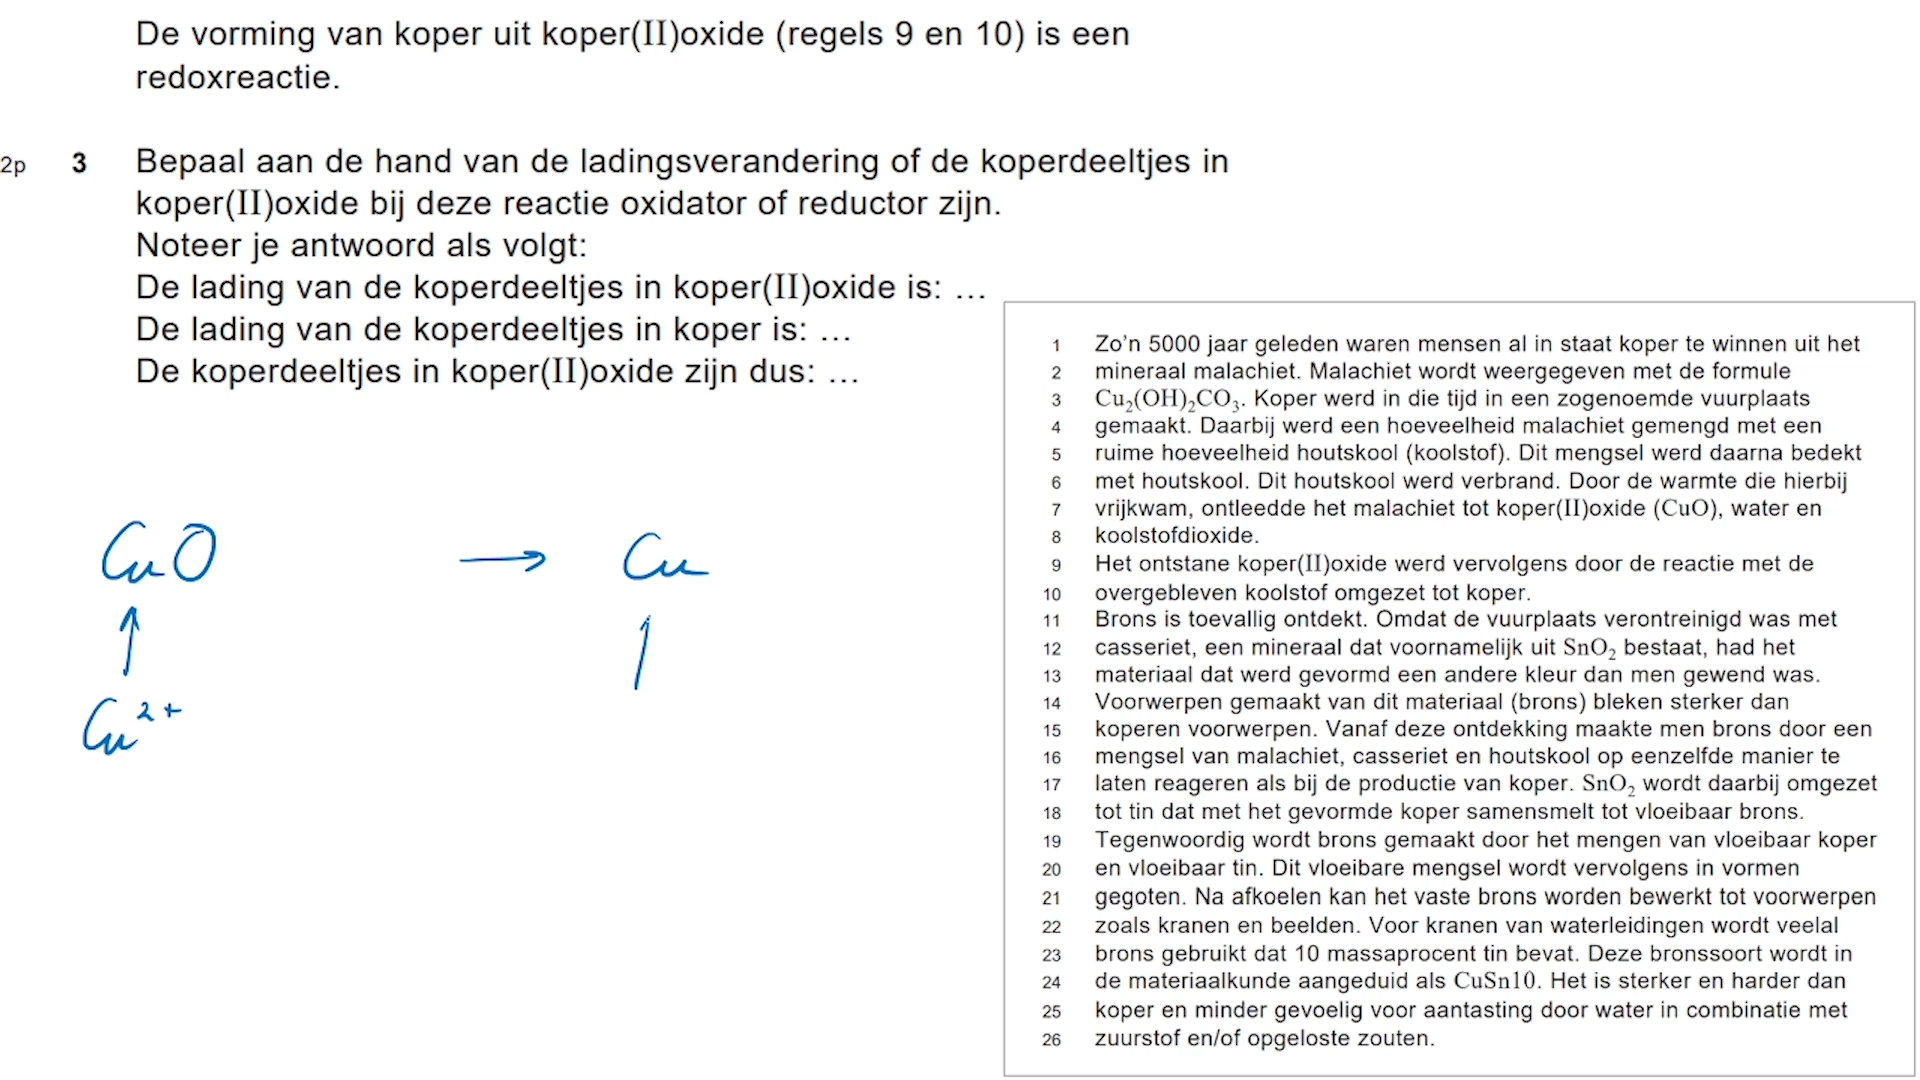 De vorming van koper uit koper(II)oxide (regels 9 en 10) is een
redoxreactie.
2p 3 Bepaal aan de hand van de ladingsverandering of de koperdeeltjes in
koper(II)oxide bij deze reactie oxidator of reductor zijn.
Noteer je antwoord als volgt:
De lading van de koperdeeltjes in koper(II)oxide is: ...
De lading van de koperdeeltjes in koper is: ...
De koperdeeltjes in koper(II)oxide zijn dus: ...
CuO → Cu
Cu²⁺
1 Zo'n 5000 jaar geleden waren mensen al in staat koper te winnen uit het
2 mineraal malachiet. Malachiet wordt weergegeven met de formule
3 Cu₂(OH)₂CO₃. Koper werd in die tijd in een zogenoemde vuurplaats
4 gemaakt. Daarbij werd een hoeveelheid malachiet gemengd met een
5 ruime hoeveelheid houtskool (koolstof). Dit mengsel werd daarna bedekt
6 met houtskool. Dit houtskool werd verbrand. Door de warmte die hierbij
7 vrijkwam, ontleedde het malachiet tot koper(II)oxide (CuO), water en
8 koolstofdioxide.
9 Het ontstane koper(II)oxide werd vervolgens door de reactie met de
10 overgebleven koolstof omgezet tot koper.
11 Brons is toevallig ontdekt. Omdat de vuurplaats verontreinigd was met
12 casseriet, een mineraal dat voornamelijk uit SnO₂ bestaat, had het
13 materiaal dat werd gevormd een andere kleur dan men gewend was.
14 Voorwerpen gemaakt van dit materiaal (brons) bleken sterker dan
15 koperen voorwerpen. Vanaf deze ontdekking maakte men brons door een
16 mengsel van malachiet, casseriet en houtskool op eenzelfde manier te
17 laten reageren als bij de productie van koper. SnO₂ wordt daarbij omgezet
18 tot tin dat met het gevormde koper samensmelt tot vloeibaar brons.
19 Tegenwoordig wordt brons gemaakt door het mengen van vloeibaar koper
20 en vloeibaar tin. Dit vloeibare mengsel wordt vervolgens in vormen
21 gegoten. Na afkoelen kan het vaste brons worden bewerkt tot voorwerpen
22 zoals kranen en beelden. Voor kranen van waterleidingen wordt veelal
23 brons gebruikt dat 10 massaprocent tin bevat. Deze bronssoort wordt in
24 de materiaalkunde aangeduid als CuSn10. Het is sterker en harder dan
25 koper en minder gevoelig voor aantasting door water in combinatie met
26 zuurstof en/of opgeloste zouten.